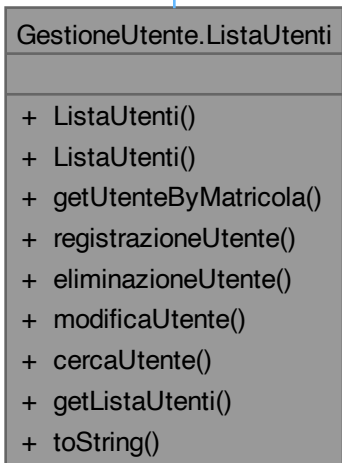 GestioneUtente.ListaUtenti
+ ListaUtenti()
+ ListaUtenti()
+ getUtenteByMatricola()
+ registrazioneUtente()
+ eliminazioneUtente()
+ modificaUtente()
+ cercaUtente()
+ getListaUtenti()
+ toString()